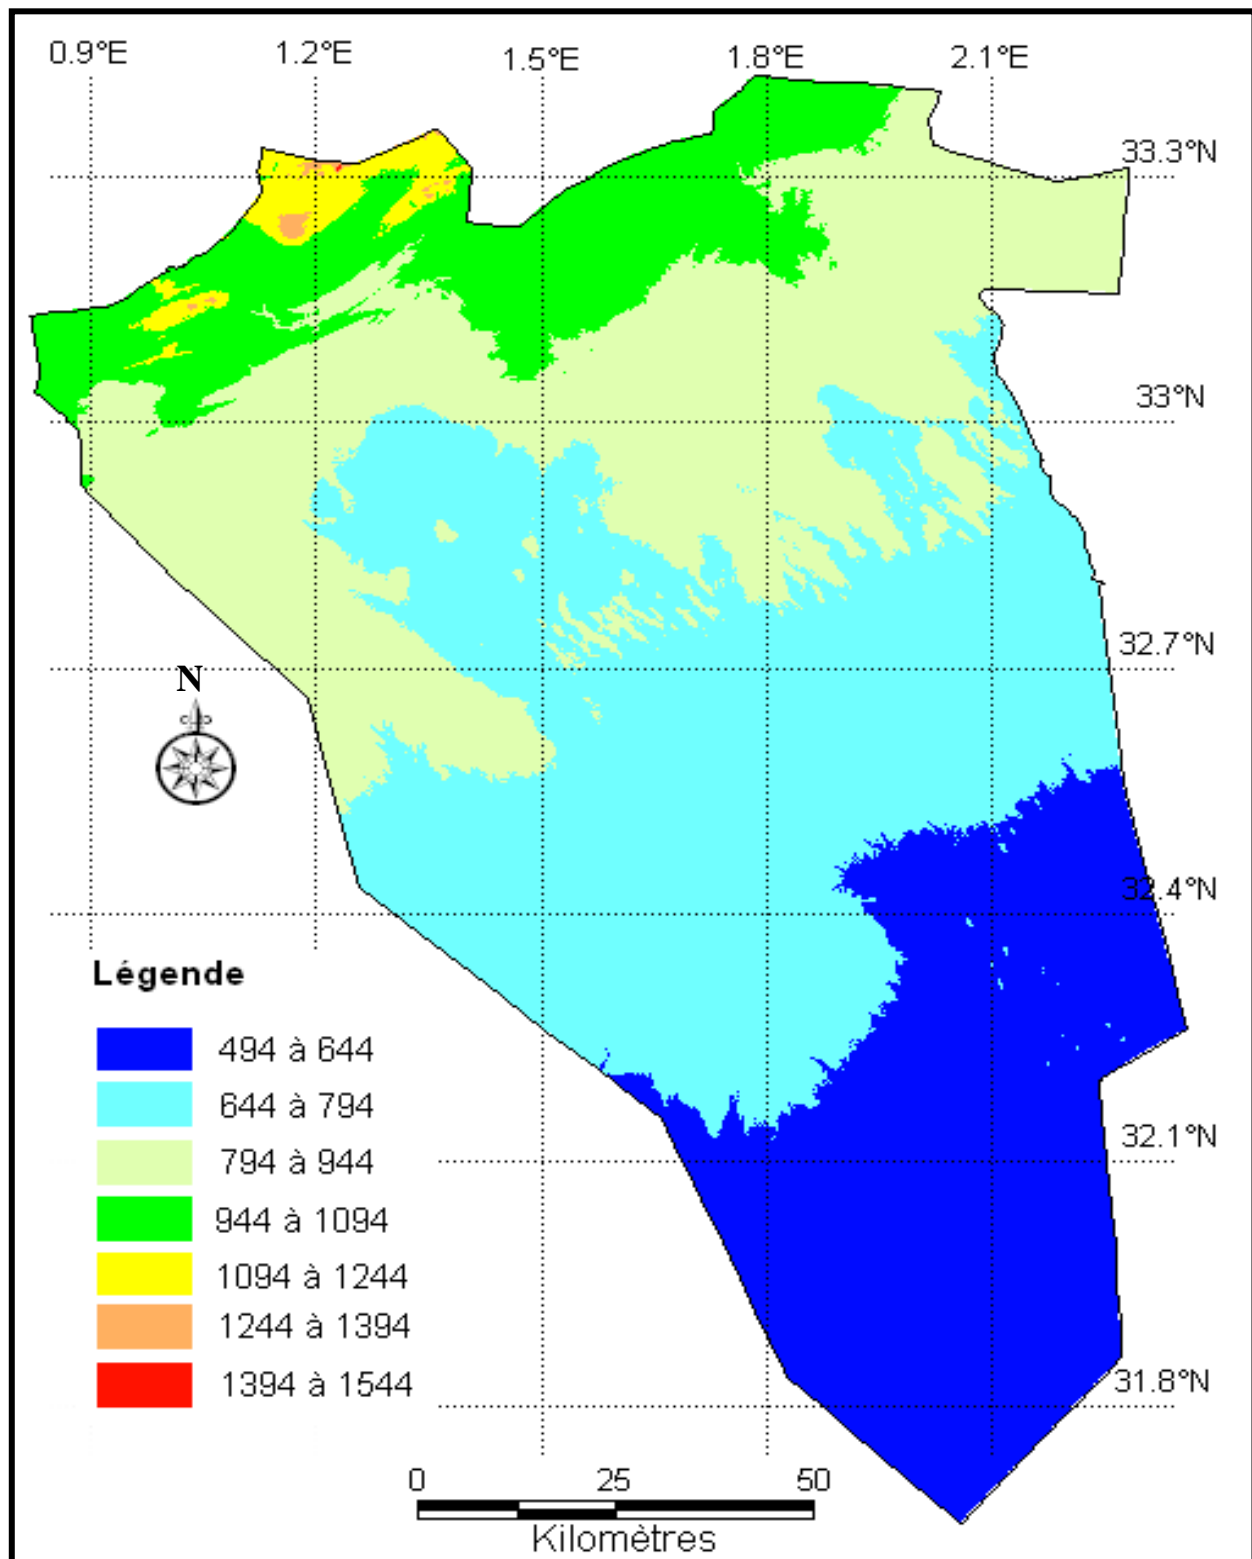 0.9°E 1.2°E 1.5°E 1.8°E 2.1°E
33.3°N
33°N
32.7°N
N
32.4°N
Légende
494 à 644
644 à 794
32.1°N
794 à 944
944 à 1094
1094 à 1244
1244 à 1394
1394 à 1544
31.8°N
0 25 50
Kilomètres